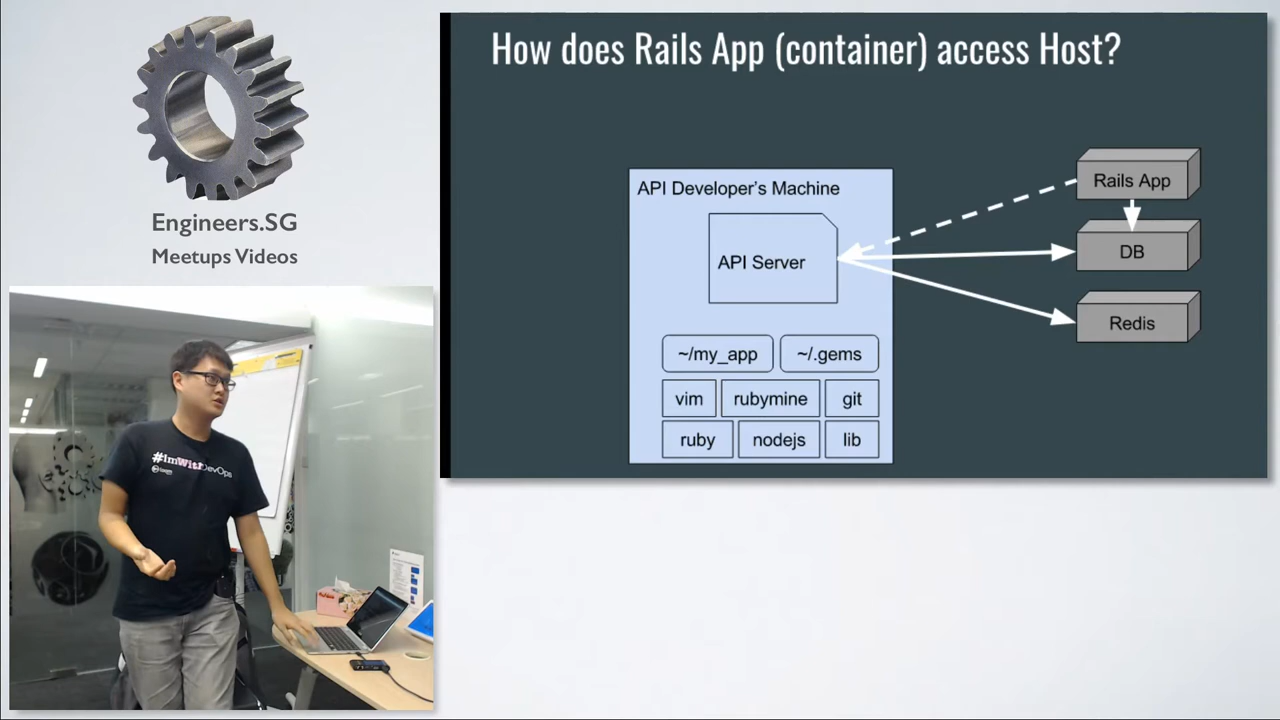 Engineers.SG
Meetups Videos
How does Rails App (container) access Host?
API Developer's Machine
API Server
~/my_app
~/.gems
vim
rubymine
git
ruby
nodejs
lib
Rails App
DB
Redis
#ImWithDevOps